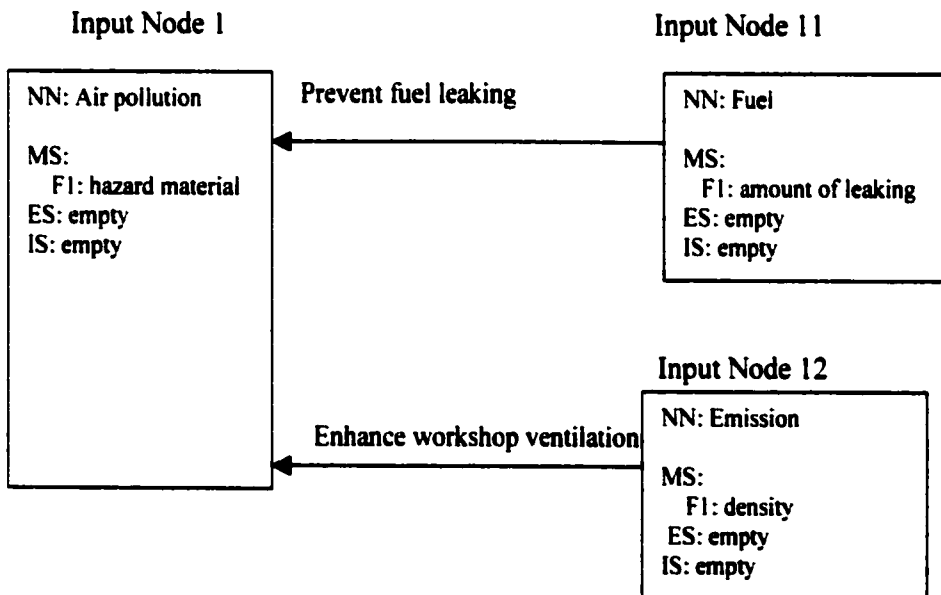 Input Node 1
NN: Air pollution
MS:
F1: hazard material
ES: empty
IS: empty
Prevent fuel leaking
Input Node 11
NN: Fuel
MS:
F1: amount of leaking
ES: empty
IS: empty
Enhance workshop ventilation
Input Node 12
NN: Emission
MS:
F1: density
ES: empty
IS: empty